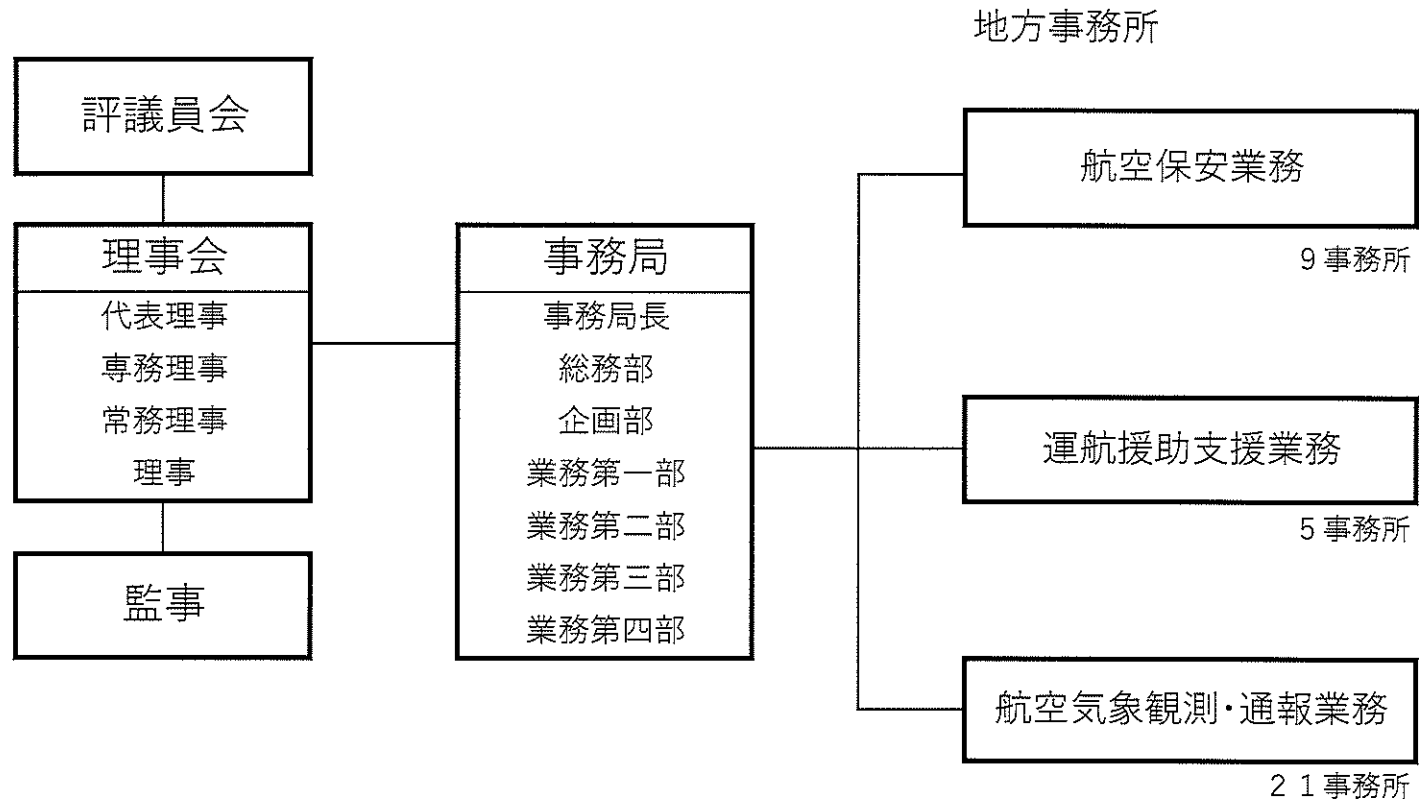 評議員会
理事会
代表理事
専務理事
常務理事
理事
監事
事務局
事務局長
総務部
企画部
業務第一部
業務第二部
業務第三部
業務第四部
地方事務所
航空保安業務
9事務所
運航援助支援業務
5事務所
航空気象観測・通報業務
21事務所